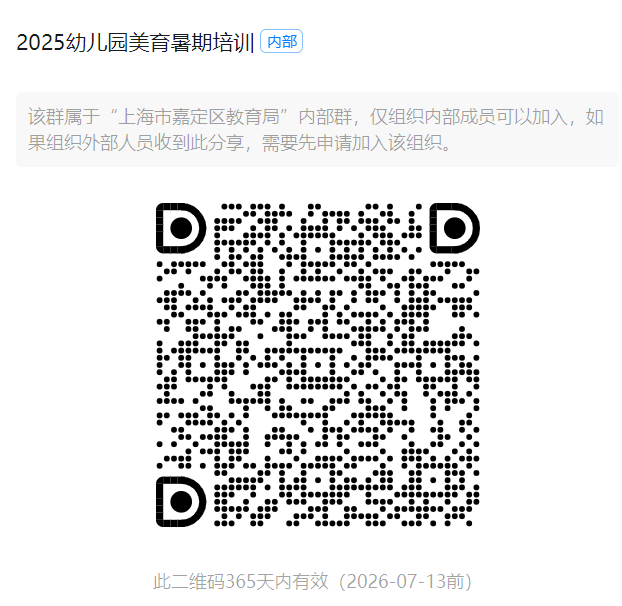 2025幼儿园美育暑期培训 内部
该群属于“上海市嘉定区教育局”内部群，仅组织内部成员可以加入，如
果组织外部人员收到此分享，需要先申请加入该组织。
此二维码365天内有效（2026-07-13前）